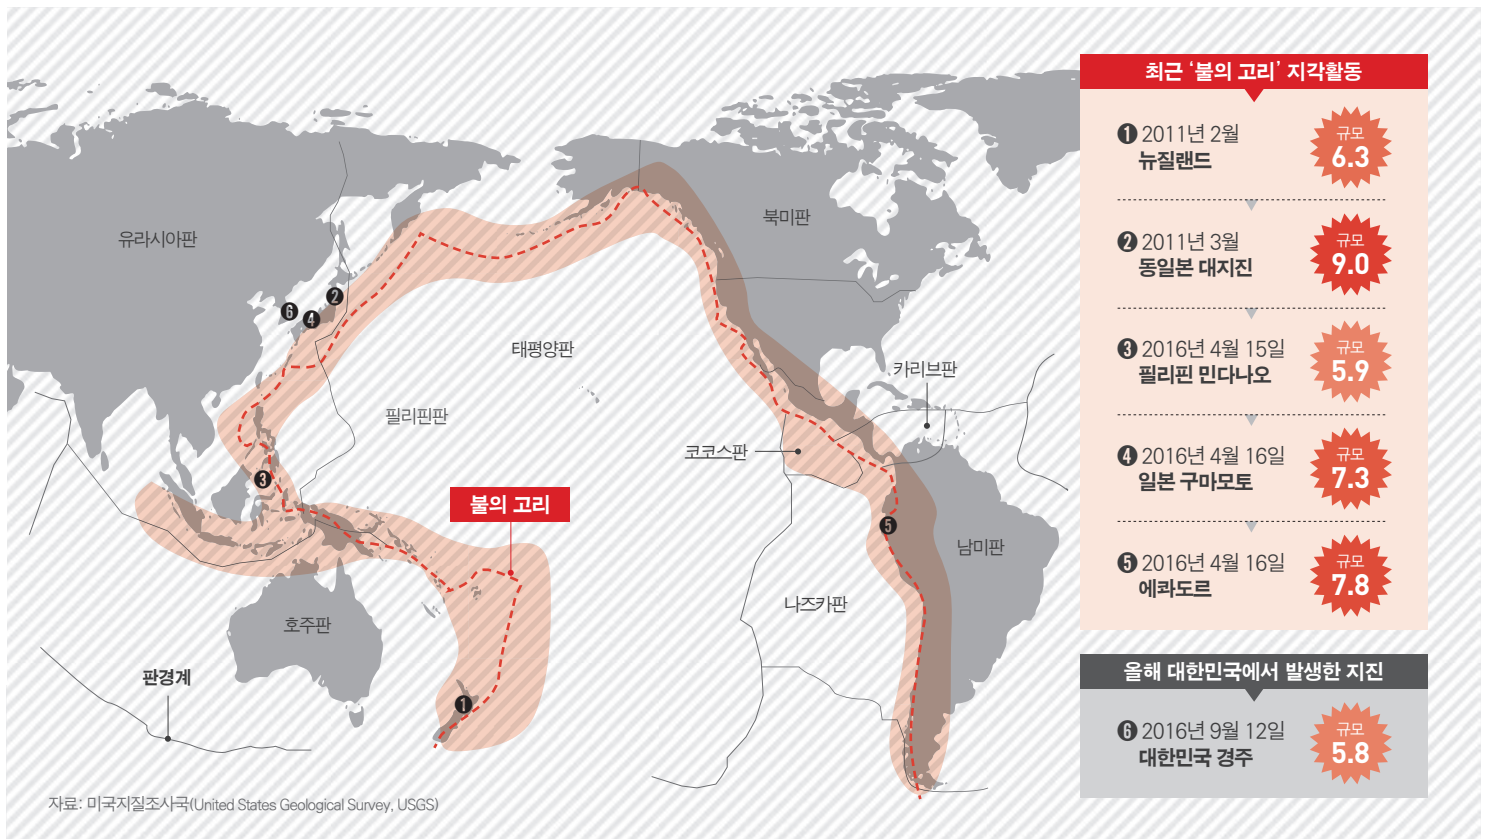 최근 ‘불의 고리’ 지각활동
❶ 2011년 2월
뉴질랜드
규모
6.3
❷ 2011년 3월
동일본 대지진
규모
9.0
❸ 2016년 4월 15일
필리핀 민다나오
규모
5.9
❹ 2016년 4월 16일
일본 구마모토
규모
7.3
❺ 2016년 4월 16일
에콰도르
규모
7.8
올해 대한민국에서 발생한 지진
❻ 2016년 9월 12일
대한민국 경주
규모
5.8
북미판
유라시아판
❷
❻
❹
태평양판
카리브판
필리핀판
코코스판
❸
불의 고리
❺
남미판
나즈카판
호주판
판경계
❶
자료: 미국지질조사국(United States Geological Survey, USGS)